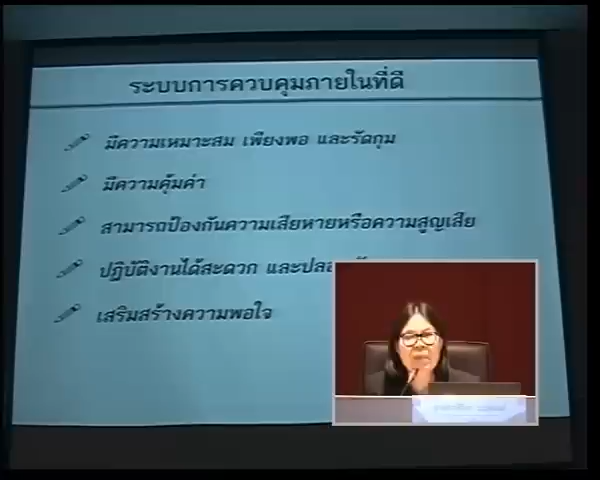 ระบบการควบคุมภายในที่ดี
มีความเหมาะสม เพียงพอ และรัดกุม
มีความคุ้มค่า
สามารถป้องกันความเสียหายหรือความสูญเสีย
ปฏิบัติงานได้สะดวก และปลอ
เสริมสร้างความพอใจ